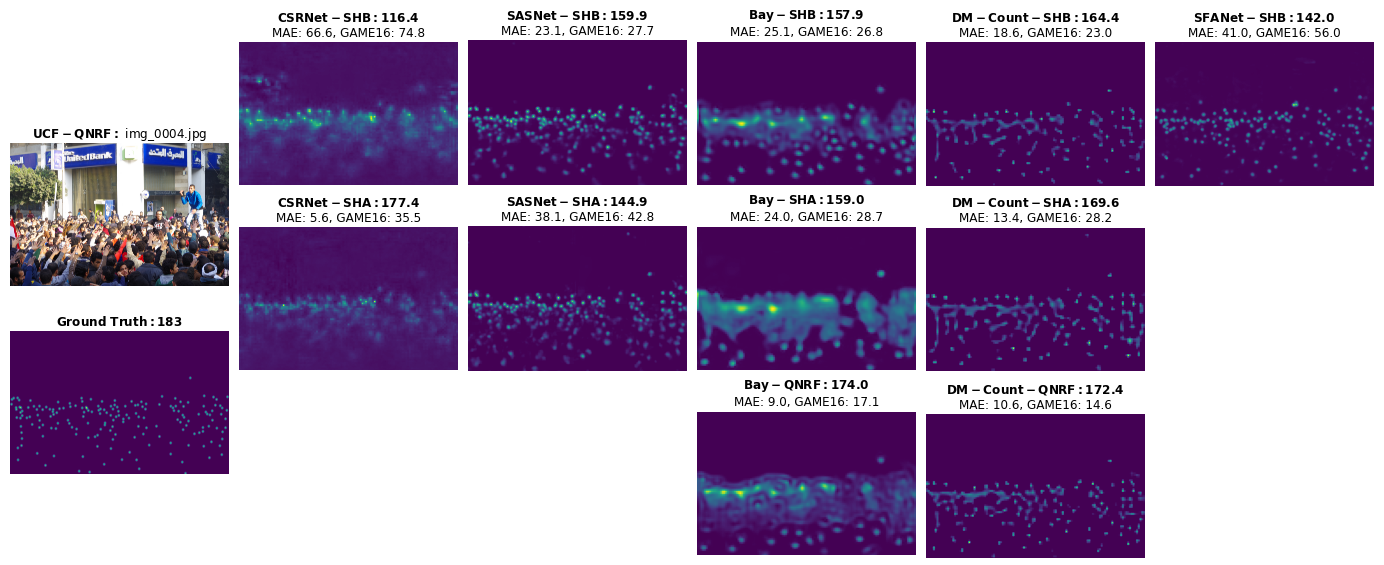 CSRNet − SHB: 116.4
MAE: 66.6, GAME16: 74.8
SASNet − SHB: 159.9
MAE: 23.1, GAME16: 27.7
Bay − SHB: 157.9
MAE: 25.1, GAME16: 26.8
DM − Count − SHB: 164.4
MAE: 18.6, GAME16: 23.0
SFANet − SHB: 142.0
MAE: 41.0, GAME16: 56.0
UCF − QNRF: img_0004.jpg
UnitedBank
CSRNet − SHA: 177.4
MAE: 5.6, GAME16: 35.5
SASNet − SHA: 144.9
MAE: 38.1, GAME16: 42.8
Bay − SHA: 159.0
MAE: 24.0, GAME16: 28.7
DM − Count − SHA: 169.6
MAE: 13.4, GAME16: 28.2
Ground Truth: 183
Bay − QNRF: 174.0
MAE: 9.0, GAME16: 17.1
DM − Count − QNRF: 172.4
MAE: 10.6, GAME16: 14.6